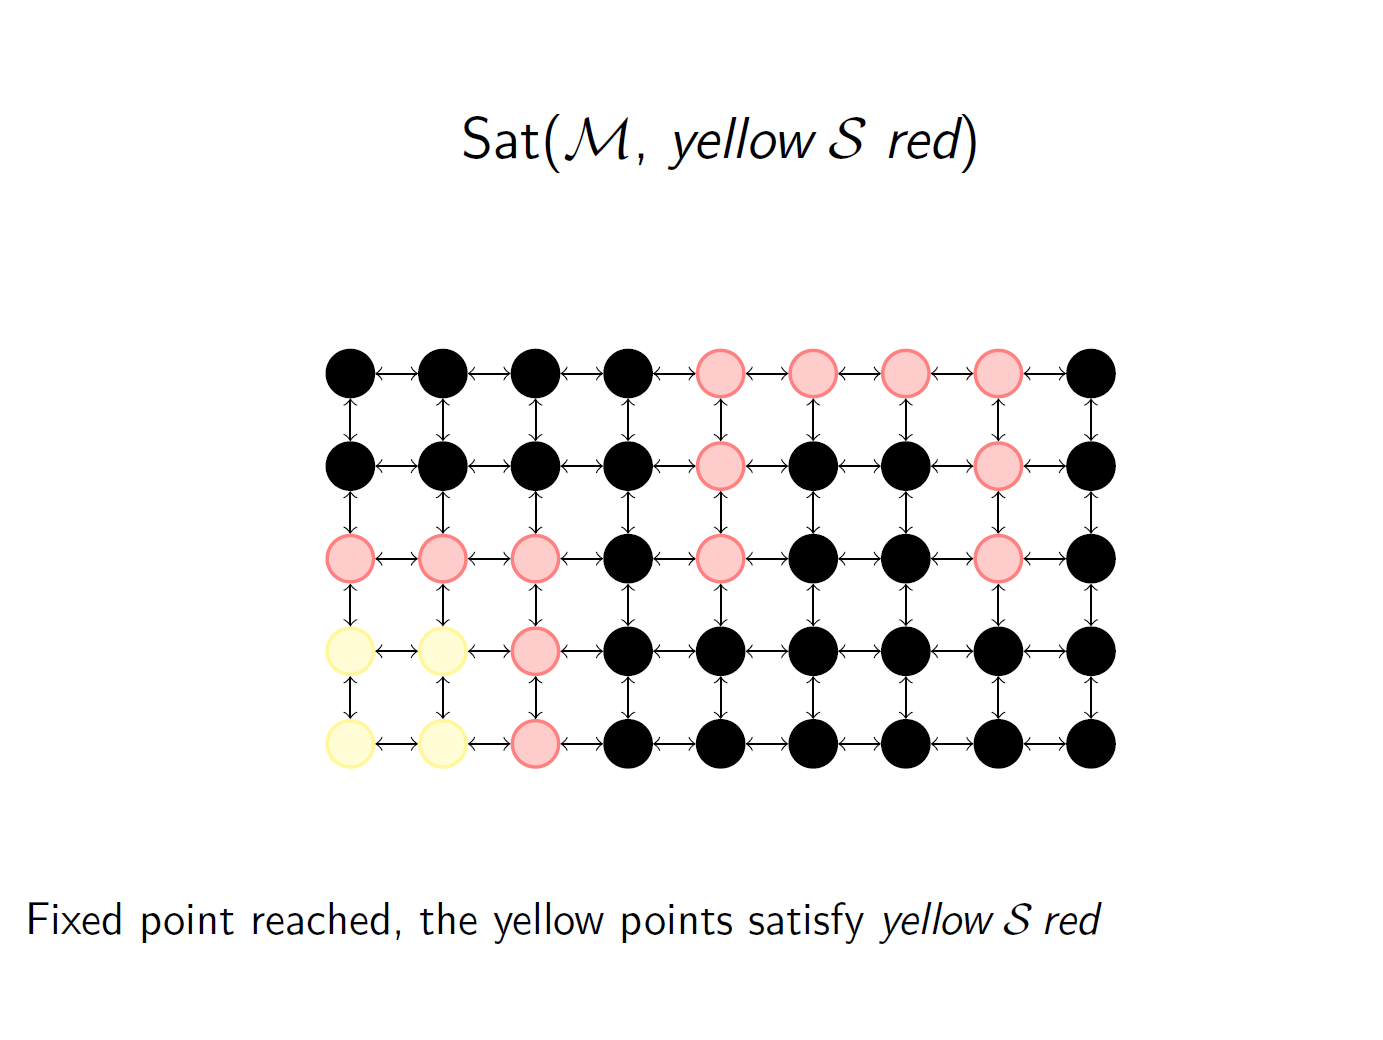 Sat(ℳ, yellow 𝒮 red)
Fixed point reached, the yellow points satisfy yellow 𝒮 red